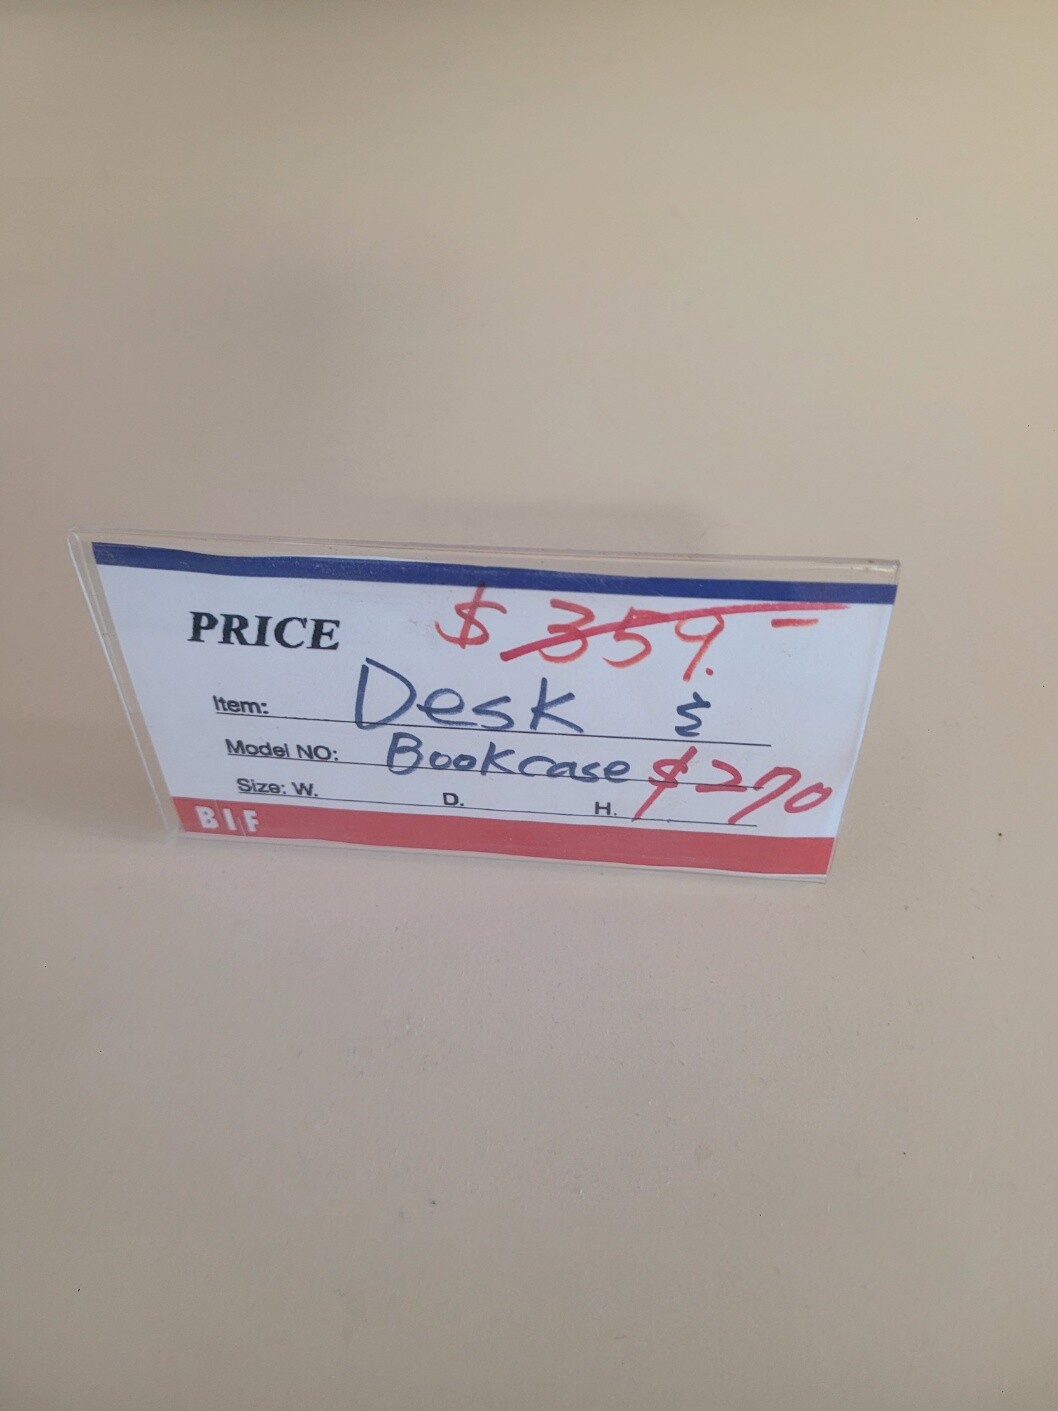 PRICE $ 359. -
Item: Desk &
Model NO: Bookcase $270
Size: W. D. H.
BIF